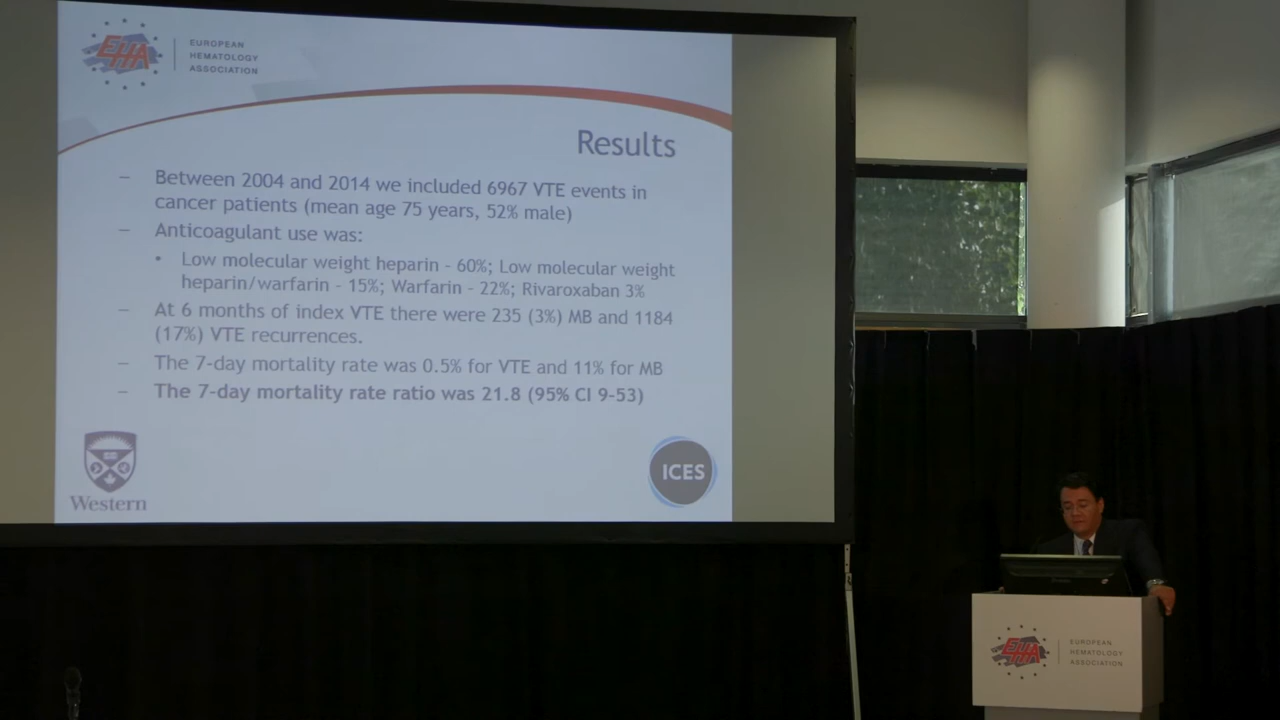 EHA
EUROPEAN
HEMATOLOGY
ASSOCIATION
Results
– Between 2004 and 2014 we included 6967 VTE events in
cancer patients (mean age 75 years, 52% male)
– Anticoagulant use was:
• Low molecular weight heparin - 60%; Low molecular weight
heparin/warfarin - 15%; Warfarin - 22%; Rivaroxaban 3%
– At 6 months of index VTE there were 235 (3%) MB and 1184
(17%) VTE recurrences.
– The 7-day mortality rate was 0.5% for VTE and 11% for MB
– The 7-day mortality rate ratio was 21.8 (95% CI 9-53)
Western
ICES
EHA
EUROPEAN
HEMATOLOGY
ASSOCIATION